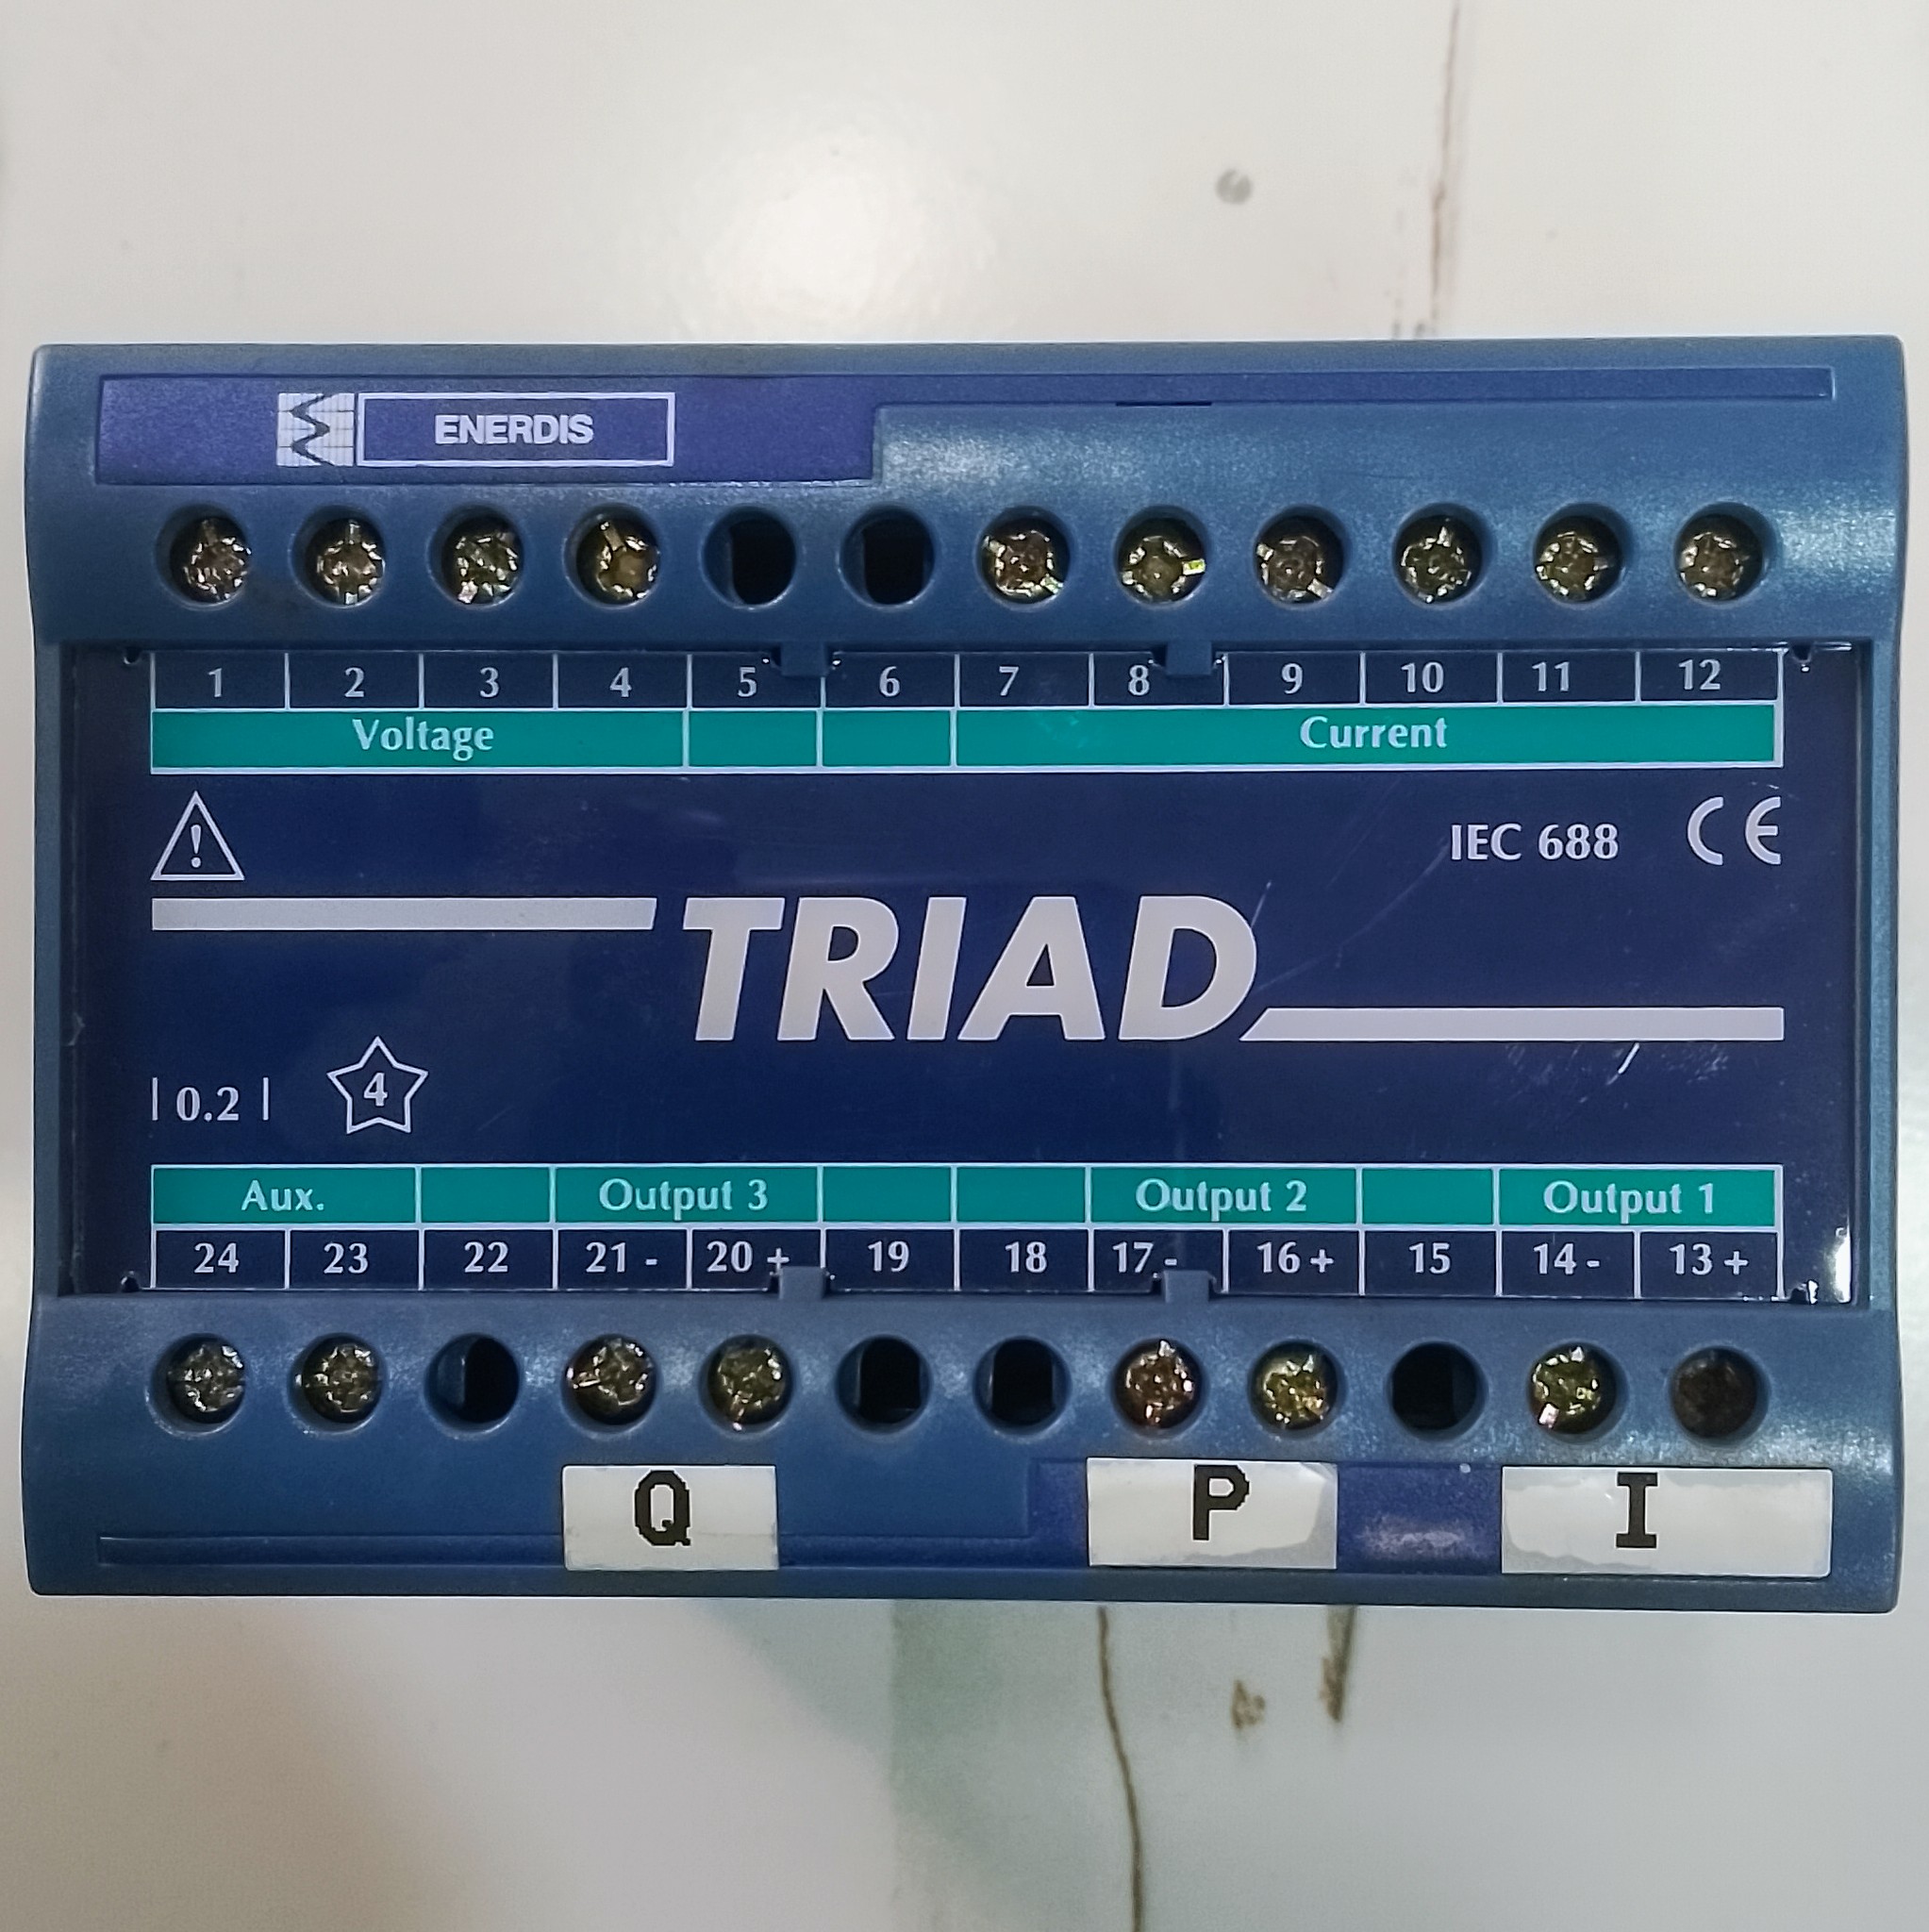 ENERDIS
1 2 3 4 5 6 7 8 9 10 11 12
Voltage Current
! IEC 688 CE
TRIAD
0.2 4
Aux. Output 3 Output 2 Output 1
24 23 22 21 - 20 + 19 18 17 - 16 + 15 14 - 13 +
Q P I